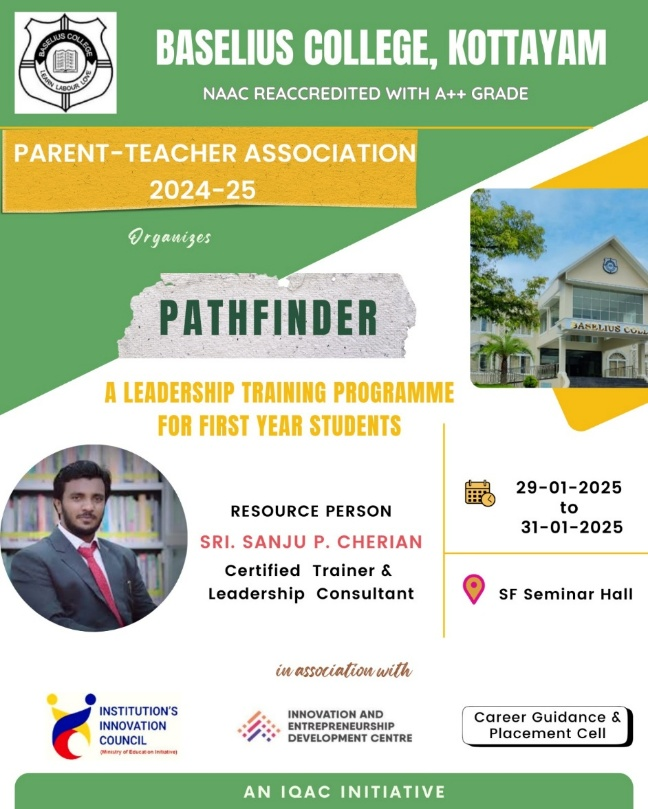 BASELIUS COLLEGE
LEARN LABOUR LOVE
BASELIUS COLLEGE, KOTTAYAM
NAAC REACCREDITED WITH A++ GRADE
PARENT-TEACHER ASSOCIATION
2024-25
Organizes
PATHFINDER
BASELIUS COLL
A LEADERSHIP TRAINING PROGRAMME
FOR FIRST YEAR STUDENTS
RESOURCE PERSON
SRI. SANJU P. CHERIAN
Certified Trainer &
Leadership Consultant
29-01-2025
to
31-01-2025
SF Seminar Hall
in association with
INSTITUTION'S
INNOVATION
COUNCIL
(Ministry of Education Initiative)
INNOVATION AND
ENTREPRENEURSHIP
DEVELOPMENT CENTRE
Career Guidance &
Placement Cell
AN IQAC INITIATIVE